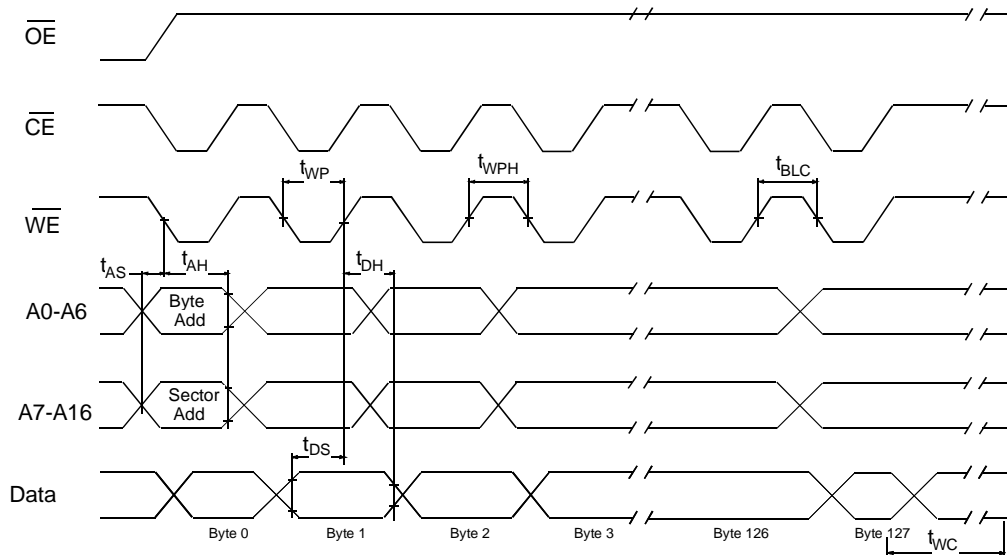 OE
CE
tWP
tWPH
tBLC
WE
tAS
tAH
tDH
A0-A6
Byte
Add
A7-A16
Sector
Add
tDS
Data
Byte 0
Byte 1
Byte 2
Byte 3
Byte 126
Byte 127
tWC